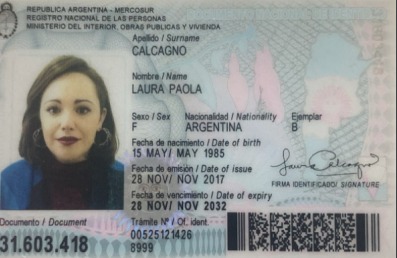 REPUBLICA ARGENTINA - MERCOSUR
REGISTRO NACIONAL DE LAS PERSONAS
MINISTERIO DEL INTERIOR, OBRAS PUBLICAS Y VIVIENDA
Apellido / Surname
CALCAGNO
Nombre / Name
LAURA PAOLA
Sexo / Sex Nacionalidad / Nationality Ejemplar
F ARGENTINA B
Fecha de nacimiento / Date of birth
15 MAY/ MAY 1985
Fecha de emisión / Date of issue
28 NOV/ NOV 2017
Laura Calcagno
FIRMA IDENTIFICADO/ SIGNATURE
Fecha de vencimiento / Date of expiry
28 NOV/ NOV 2032
Documento / Document Trámite Nº / Of. ident.
31.603.418 00525121426
8999